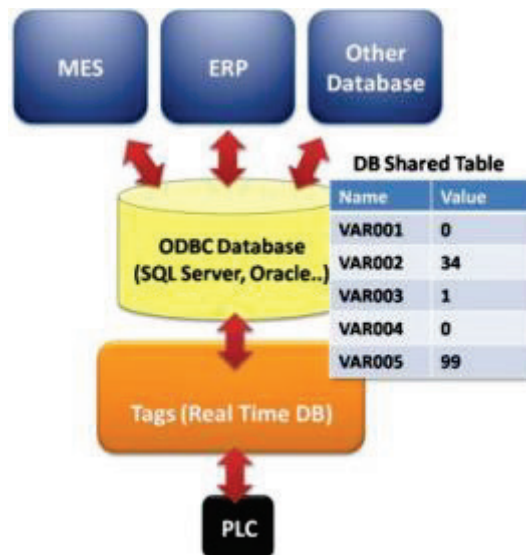 MES
ERP
Other
Database
DB Shared Table
Name Value
VAR001 0
VAR002 34
VAR003 1
VAR004 0
VAR005 99
ODBC Database
(SQL Server, Oracle..)
Tags (Real Time DB)
PLC